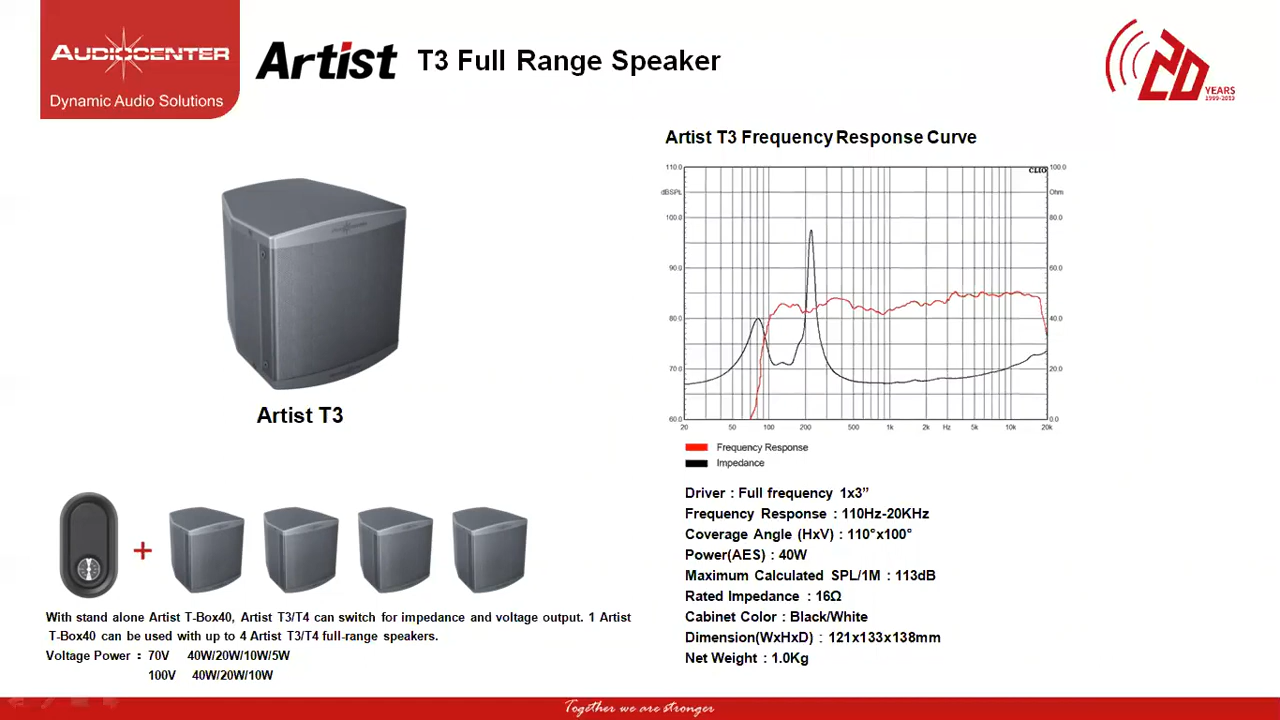 AUDIOCENTER
Dynamic Audio Solutions
Artist T3 Full Range Speaker
20 YEARS
1999-2019
Artist T3 Frequency Response Curve
110.0
dBSPL
100.0
90.0
80.0
70.0
60.0
CLIO
100.0
Ohm
80.0
60.0
40.0
20.0
0.0
20 50 100 200 500 1k 2k Hz 5k 10k 20k
Frequency Response
Impedance
Artist T3
Driver : Full frequency 1x3”
Frequency Response : 110Hz-20KHz
Coverage Angle (HxV) : 110°x100°
Power(AES) : 40W
Maximum Calculated SPL/1M : 113dB
Rated Impedance : 16Ω
Cabinet Color : Black/White
Dimension(WxHxD) : 121x133x138mm
Net Weight : 1.0Kg
+
With stand alone Artist T-Box40, Artist T3/T4 can switch for impedance and voltage output. 1 Artist
T-Box40 can be used with up to 4 Artist T3/T4 full-range speakers.
Voltage Power : 70V 40W/20W/10W/5W
100V 40W/20W/10W
Together we are stronger